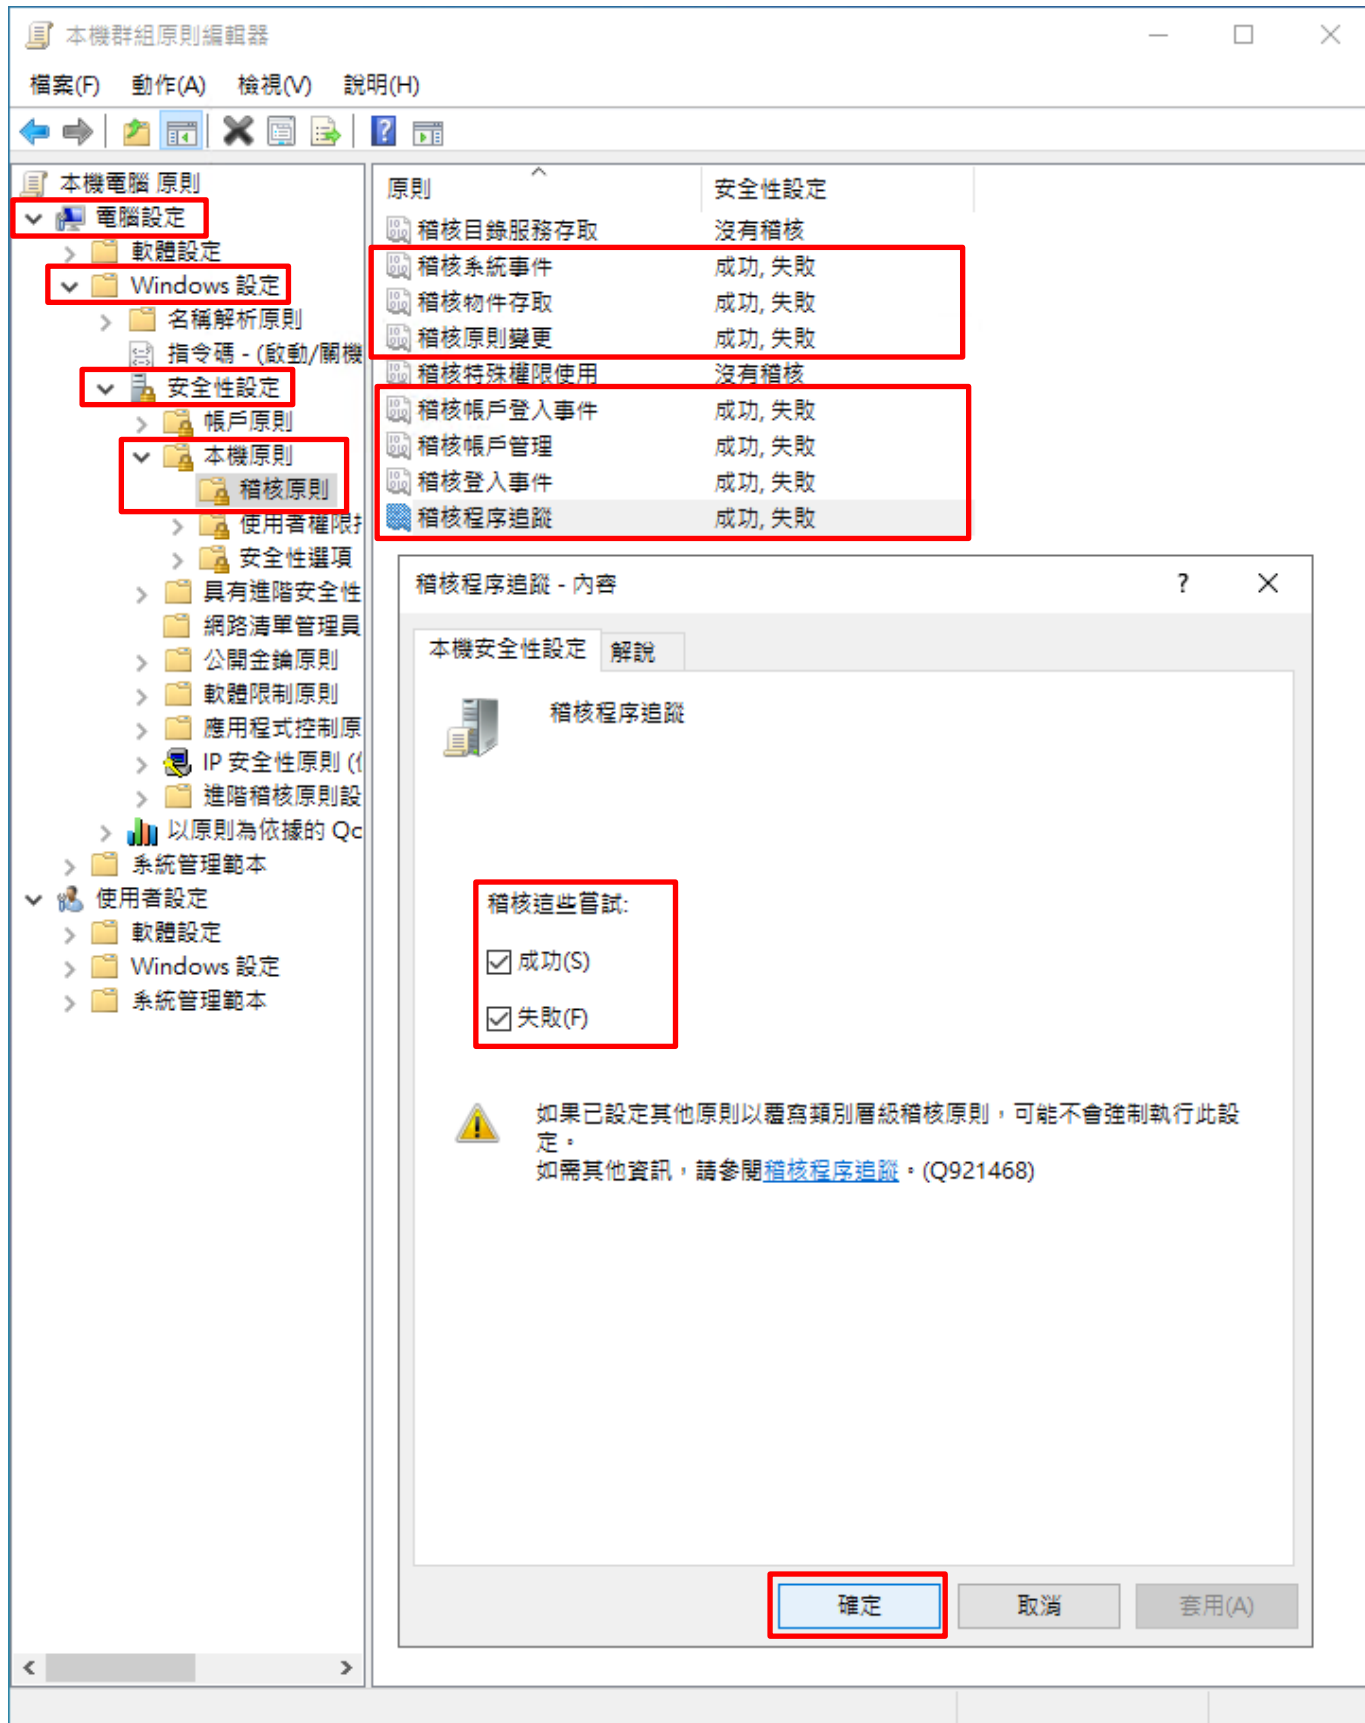 本機群組原則編輯器
檔案(F) 動作(A) 檢視(V) 說明(H)
本機電腦 原則
電腦設定
軟體設定
Windows 設定
名稱解析原則
指令碼 - (啟動/關機
安全性設定
帳戶原則
本機原則
稽核原則
使用者權限
安全性選項
具有進階安全性
網路清單管理員
公開金鑰原則
軟體限制原則
應用程式控制原
IP 安全性原則 (
進階稽核原則設
以原則為依據的 Qc
系統管理範本
使用者設定
軟體設定
Windows 設定
系統管理範本
原則 安全性設定
稽核目錄服務存取 沒有稽核
稽核系統事件 成功, 失敗
稽核物件存取 成功, 失敗
稽核原則變更 成功, 失敗
稽核特殊權限使用 沒有稽核
稽核帳戶登入事件 成功, 失敗
稽核帳戶管理 成功, 失敗
稽核登入事件 成功, 失敗
稽核程序追蹤 成功, 失敗
稽核程序追蹤 - 內容
本機安全性設定 解說
稽核程序追蹤
稽核這些嘗試:
成功(S)
失敗(F)
如果已設定其他原則以覆寫類別層級稽核原則，可能不會強制執行此設
定。
如需其他資訊，請參閱稽核程序追蹤。(Q921468)
確定 取消 套用(A)